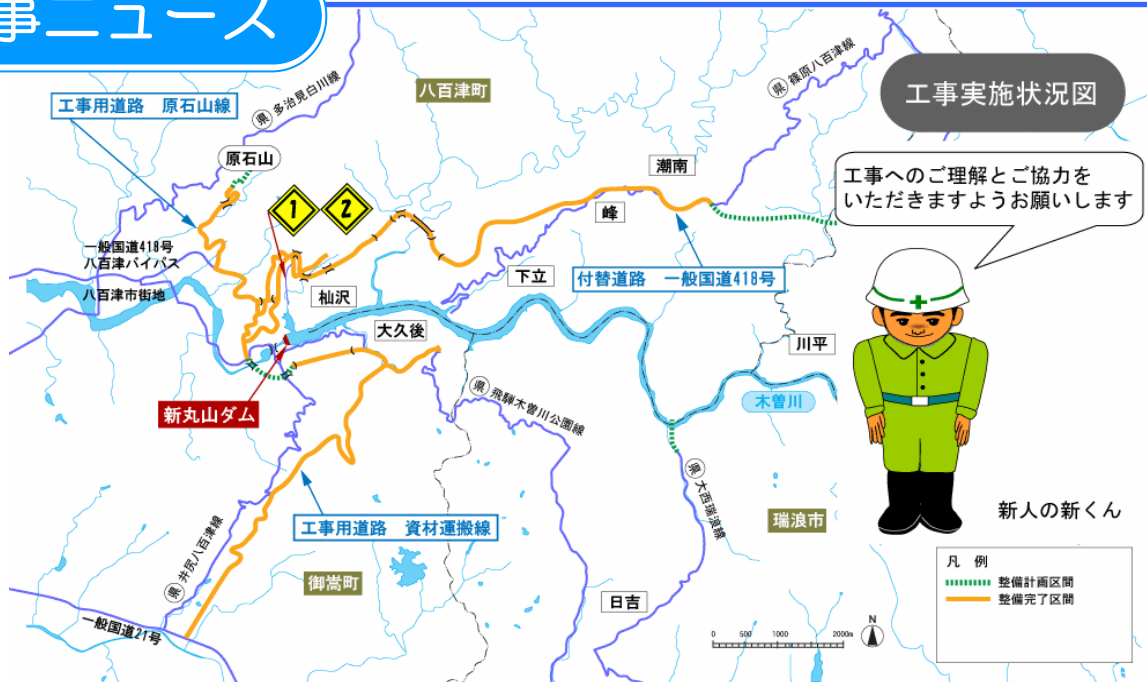 事ニュース
工事実施状況図
工事用道路　原石山線
県 多治見白川線
八百津町
県 篠原八百津線
工事へのご理解とご協力を
いただきますようお願いします
原石山
潮南
1
2
峰
一般国道418号
八百津バイパス
下立
付替道路　一般国道418号
八百津市街地
杣沢
大久後
川平
木曽川
新丸山ダム
県 飛騨木曽川公園線
県 大西瑞浪線
新人の新くん
瑞浪市
工事用道路　資材運搬線
県 井尻八百津線
御嵩町
凡　例
整備計画区間
整備完了区間
日吉
一般国道21号
0 500 1000 2000m
N